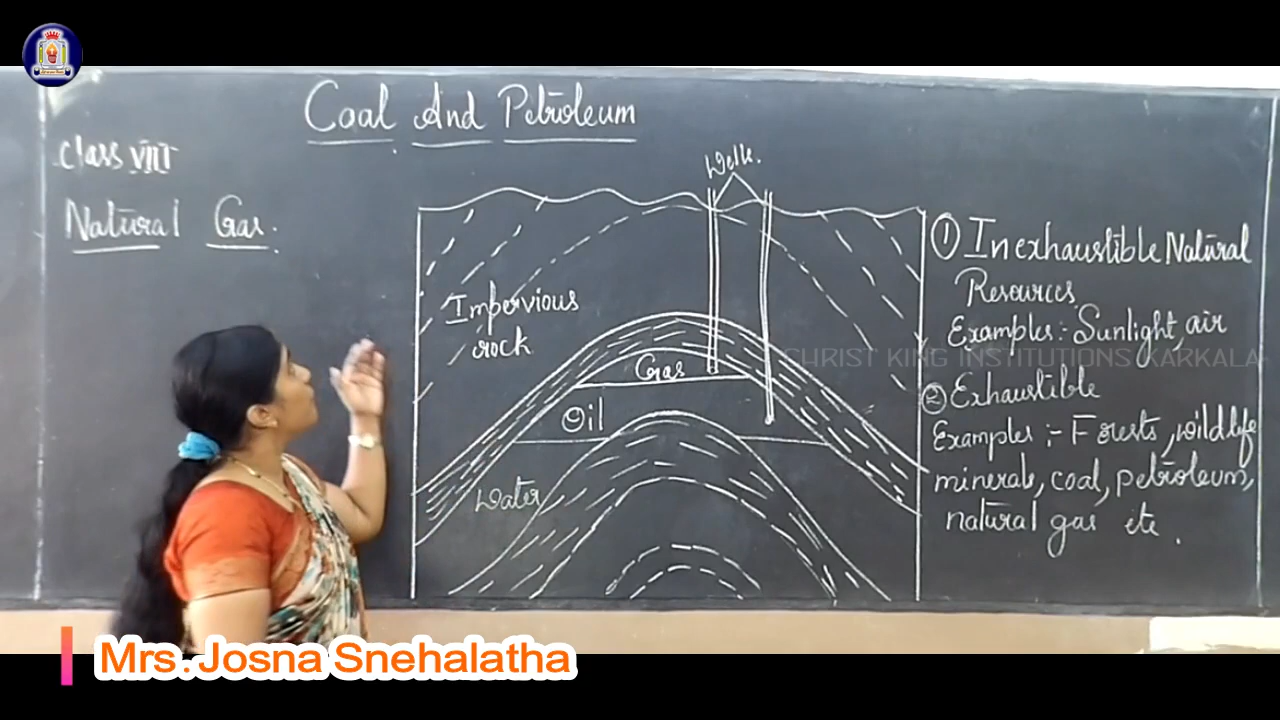 Coal And Petroleum
Class VIII
Natural Gas.
Wells.
Impervious
rock
Gas
Oil
Water
① Inexhaustible Natural
Resources
Examples:- Sunlight, air
② Exhaustible
Examples:- Forests, wildlife
minerals, coal, petroleum,
natural gas etc.
CHRIST KING INSTITUTIONS KARKALA
Mrs. Josna Snehalatha